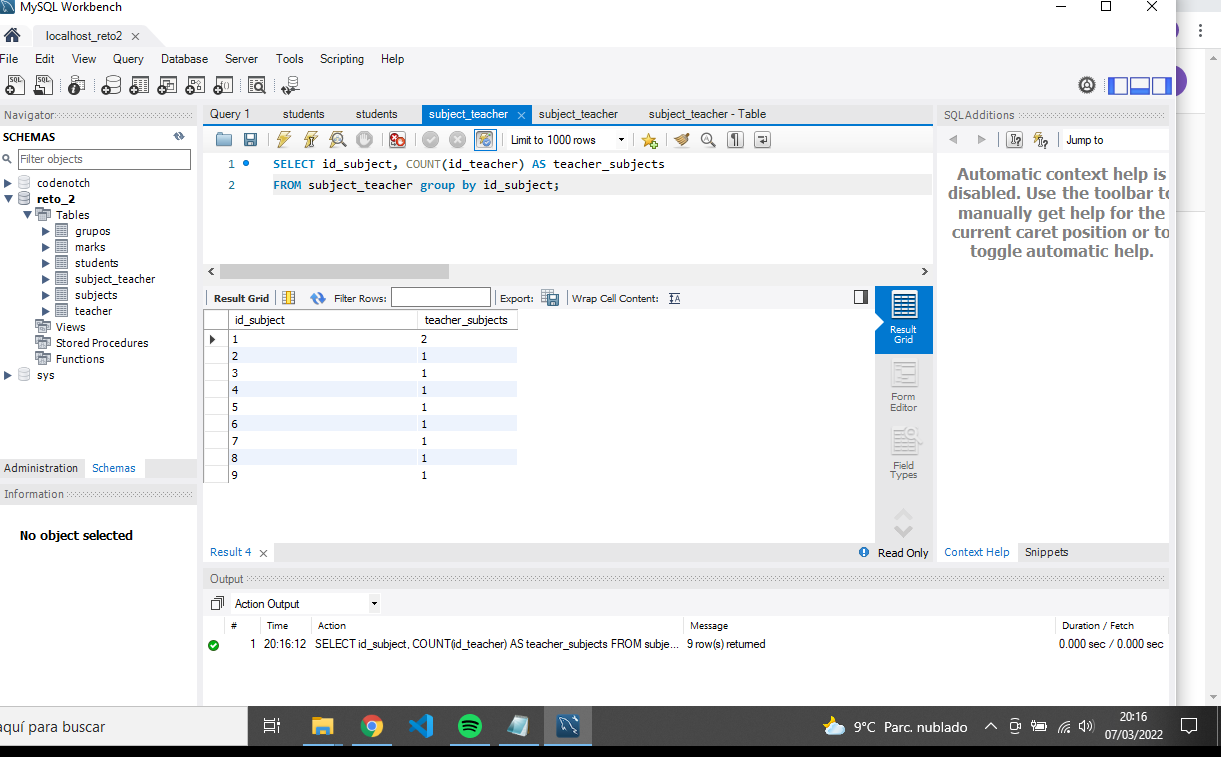 MySQL Workbench
localhost_reto2
File Edit View Query Database Server Tools Scripting Help
Navigator
SCHEMAS
Filter objects
codenotch
reto_2
Tables
grupos
marks
students
subject_teacher
subjects
teacher
Views
Stored Procedures
Functions
sys
Administration Schemas
Information
No object selected
Query 1 students students subject_teacher subject_teacher subject_teacher - Table
Limit to 1000 rows
1 SELECT id_subject, COUNT(id_teacher) AS teacher_subjects
2 FROM subject_teacher group by id_subject;
Result Grid Filter Rows: Export: Wrap Cell Content:
id_subject teacher_subjects
1 2
2 1
3 1
4 1
5 1
6 1
7 1
8 1
9 1
Result
Grid
Form
Editor
Field
Types
Result 4 Read Only
SQLAdditions
Jump to
Automatic context help is
disabled. Use the toolbar to
manually get help for the
current caret position or to
toggle automatic help.
Context Help Snippets
Output
Action Output
# Time Action Message Duration / Fetch
1 20:16:12 SELECT id_subject, COUNT(id_teacher) AS teacher_subjects FROM subje... 9 row(s) returned 0.000 sec / 0.000 sec
aquí para buscar
9°C Parc. nublado
20:16
07/03/2022